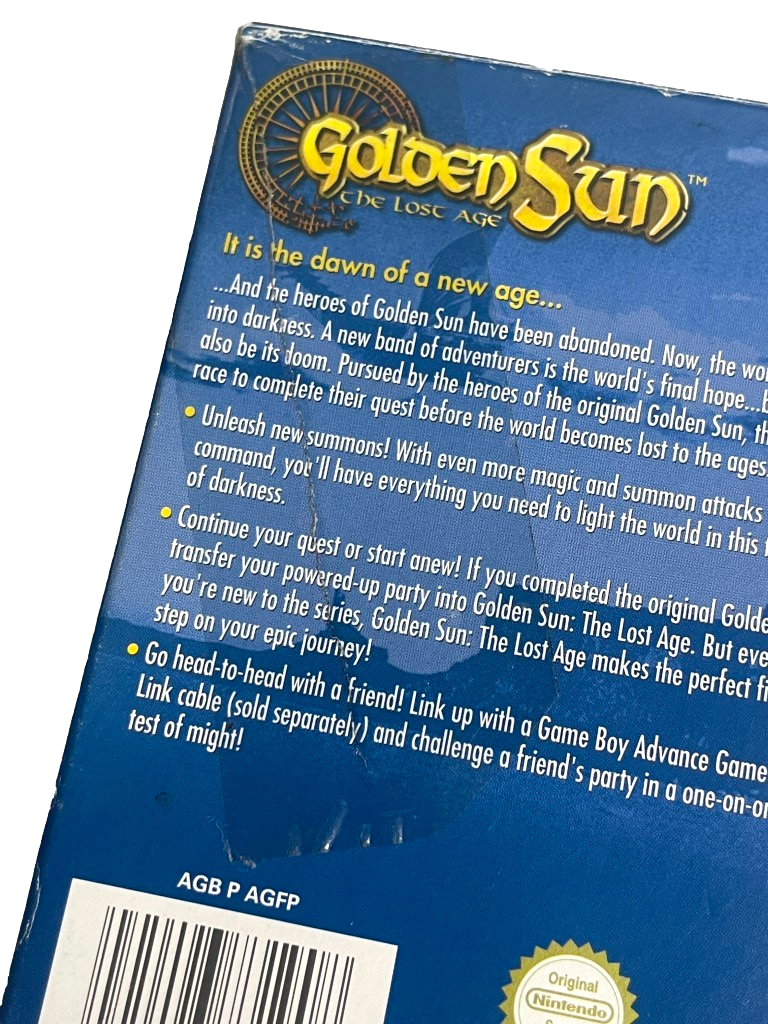 GOLDEN SUN™
THE LOST AGE
It is the dawn of a new age...
...And the heroes of Golden Sun have been abandoned. Now, the
into darkness. A new band of adventurers is the world's final hope...
also be its doom. Pursued by the heroes of the original Golden Sun,
race to complete their quest before the world becomes lost to the ages.
• Unleash new summons! With even more magic and summon attacks
command, you'll have everything you need to light the world in this
of darkness.
• Continue your quest or start anew! If you completed the original
transfer your powered-up party into Golden Sun: The Lost Age. But
you're new to the series, Golden Sun: The Lost Age makes the perfect
step on your epic journey!
• Go head-to-head with a friend! Link up with a Game Boy Advance Game
Link cable (sold separately) and challenge a friend's party in a
test of might!
AGB P AGFP
Original
Nintendo